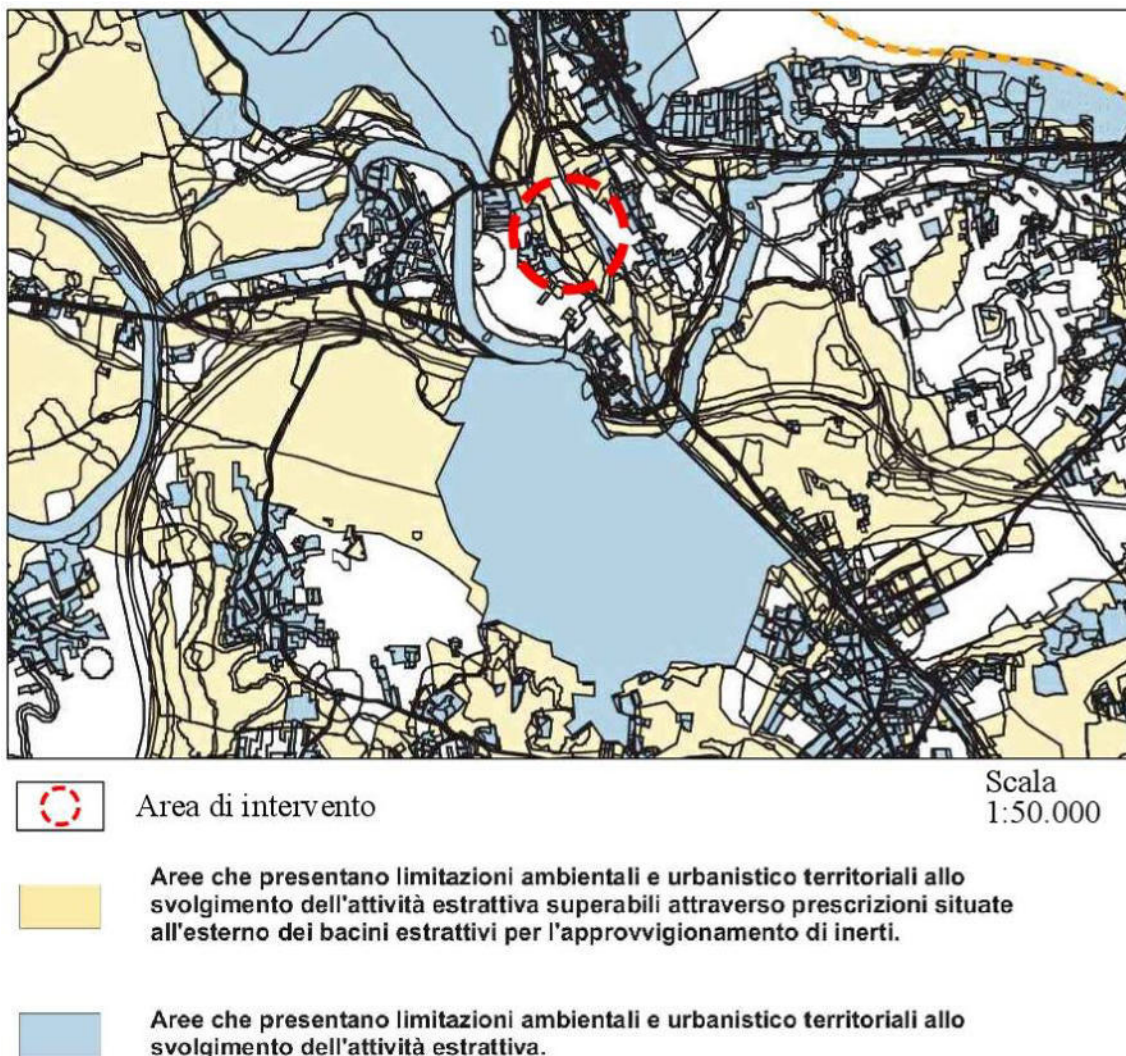 Area di intervento
Scala
1:50.000
Aree che presentano limitazioni ambientali e urbanistico territoriali allo
svolgimento dell'attività estrattiva superabili attraverso prescrizioni situate
all'esterno dei bacini estrattivi per l'approvvigionamento di inerti.
Aree che presentano limitazioni ambientali e urbanistico territoriali allo
svolgimento dell'attività estrattiva.